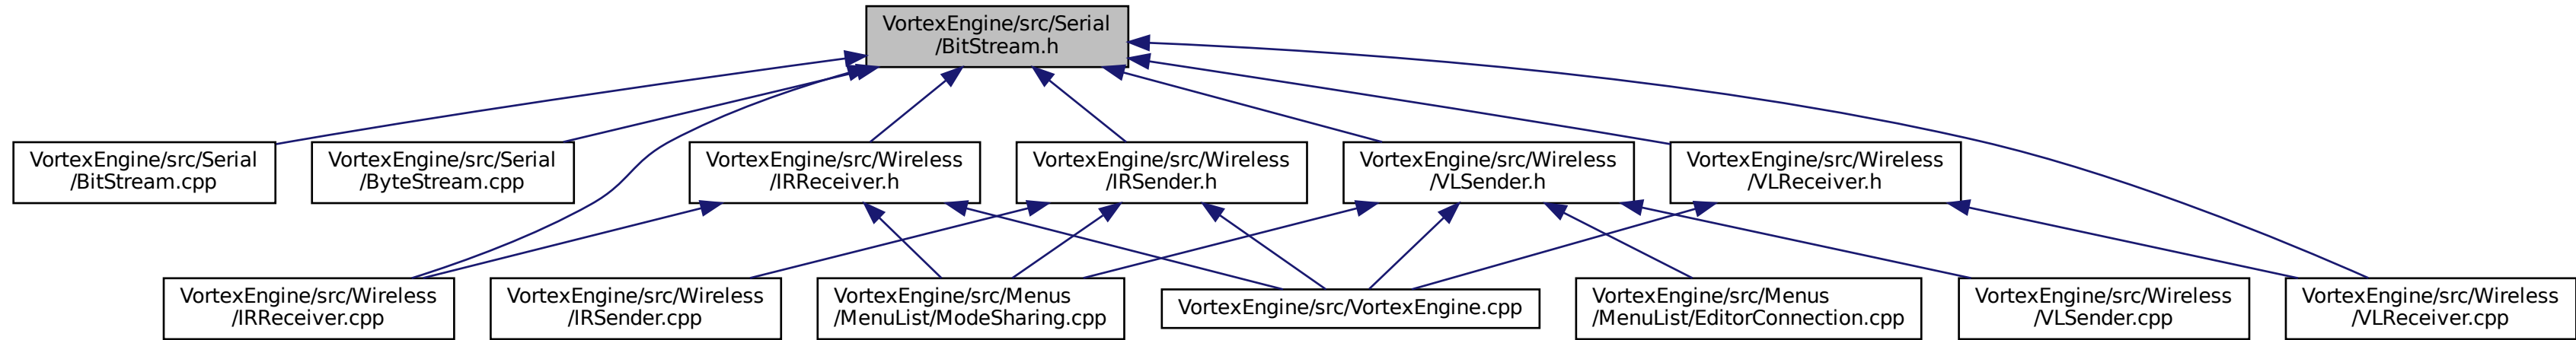 VortexEngine/src/Serial
/BitStream.h
VortexEngine/src/Serial
/BitStream.cpp
VortexEngine/src/Serial
/ByteStream.cpp
VortexEngine/src/Wireless
/IRReceiver.h
VortexEngine/src/Wireless
/IRSender.h
VortexEngine/src/Wireless
/VLSender.h
VortexEngine/src/Wireless
/VLReceiver.h
VortexEngine/src/Wireless
/IRReceiver.cpp
VortexEngine/src/Wireless
/IRSender.cpp
VortexEngine/src/Menus
/MenuList/ModeSharing.cpp
VortexEngine/src/VortexEngine.cpp
VortexEngine/src/Menus
/MenuList/EditorConnection.cpp
VortexEngine/src/Wireless
/VLSender.cpp
VortexEngine/src/Wireless
/VLReceiver.cpp